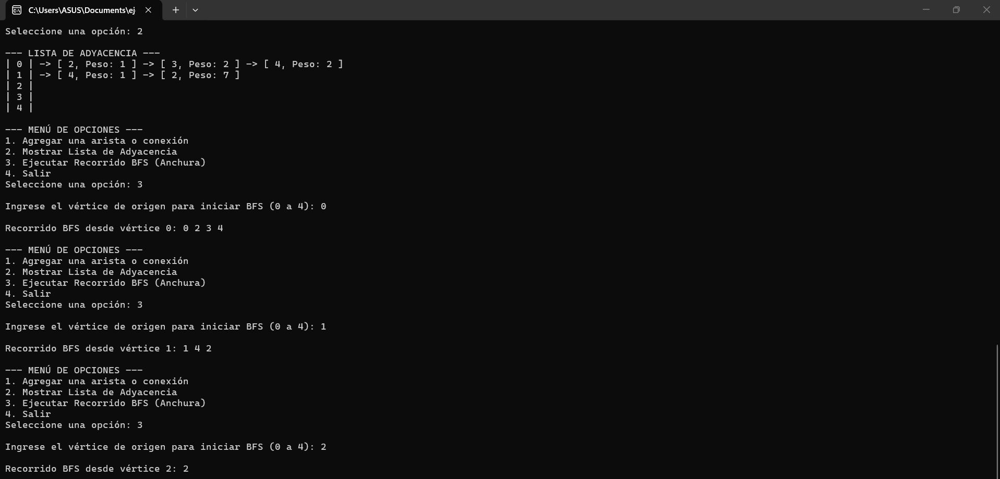 C:\Users\ASUS\Documents\ej
Seleccione una opción: 2
--- LISTA DE ADYACENCIA ---
| 0 | -> [ 2, Peso: 1 ] -> [ 3, Peso: 2 ] -> [ 4, Peso: 2 ]
| 1 | -> [ 4, Peso: 1 ] -> [ 2, Peso: 7 ]
| 2 |
| 3 |
| 4 |
--- MENÚ DE OPCIONES ---
1. Agregar una arista o conexión
2. Mostrar Lista de Adyacencia
3. Ejecutar Recorrido BFS (Anchura)
4. Salir
Seleccione una opción: 3
Ingrese el vértice de origen para iniciar BFS (0 a 4): 0
Recorrido BFS desde vértice 0: 0 2 3 4
--- MENÚ DE OPCIONES ---
1. Agregar una arista o conexión
2. Mostrar Lista de Adyacencia
3. Ejecutar Recorrido BFS (Anchura)
4. Salir
Seleccione una opción: 3
Ingrese el vértice de origen para iniciar BFS (0 a 4): 1
Recorrido BFS desde vértice 1: 1 4 2
--- MENÚ DE OPCIONES ---
1. Agregar una arista o conexión
2. Mostrar Lista de Adyacencia
3. Ejecutar Recorrido BFS (Anchura)
4. Salir
Seleccione una opción: 3
Ingrese el vértice de origen para iniciar BFS (0 a 4): 2
Recorrido BFS desde vértice 2: 2